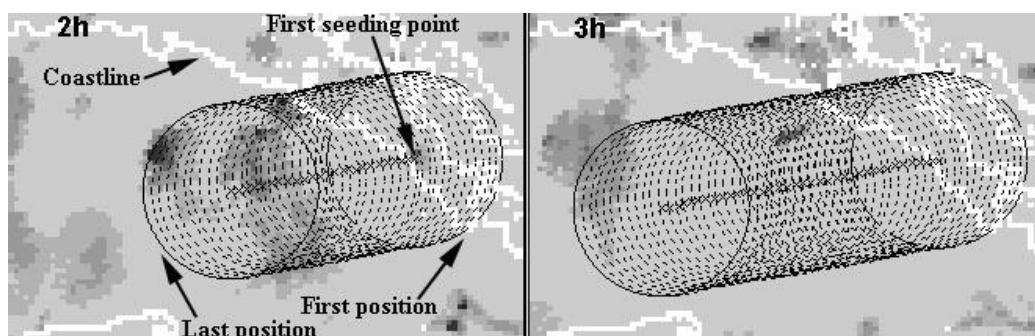 2h
First seeding point
Coastline
First position
Last position
3h